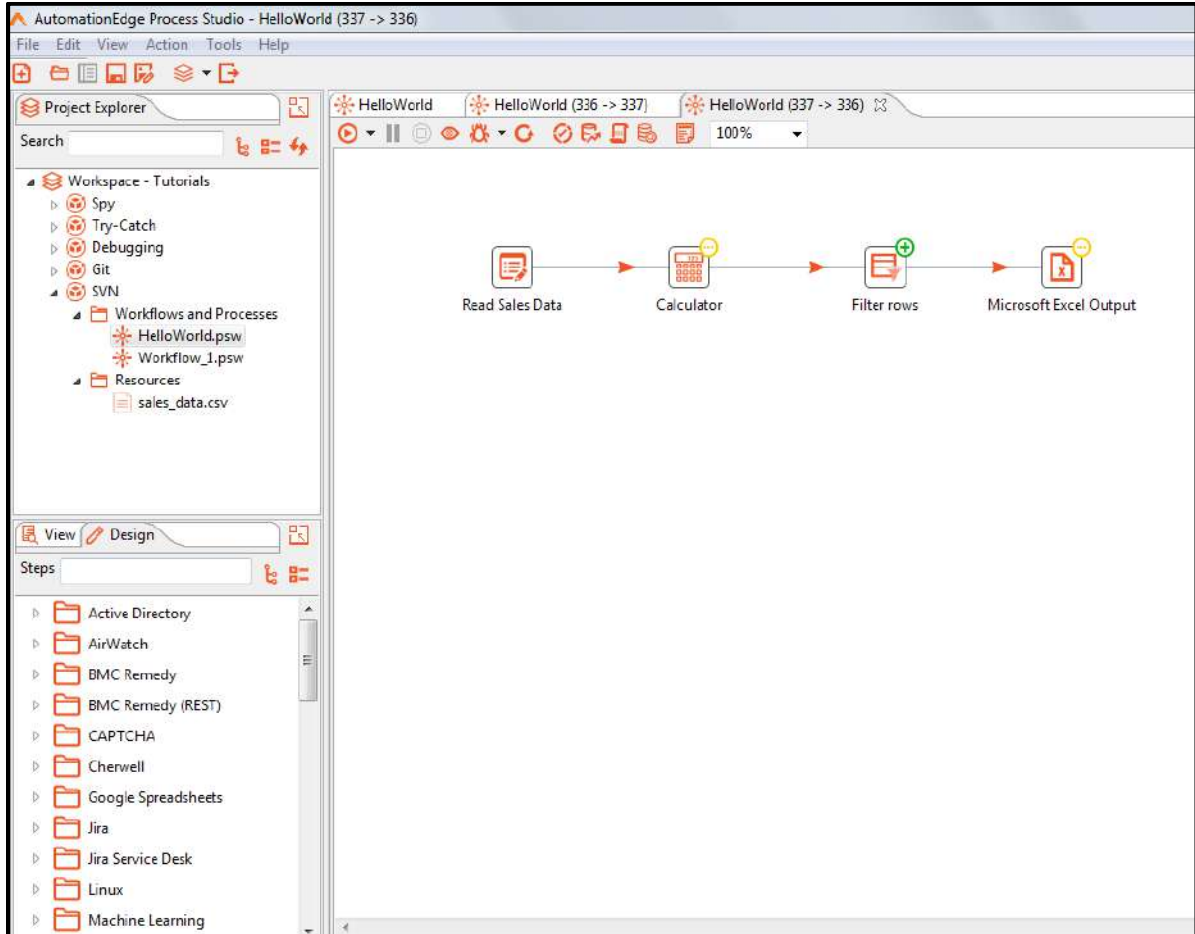 AutomationEdge Process Studio - HelloWorld (337 -> 336)
File Edit View Action Tools Help
Project Explorer
Search
Workspace - Tutorials
Spy
Try-Catch
Debugging
Git
SVN
Workflows and Processes
HelloWorld.psw
Workflow_1.psw
Resources
sales_data.csv
View Design
Steps
Active Directory
AirWatch
BMC Remedy
BMC Remedy (REST)
CAPTCHA
Cherwell
Google Spreadsheets
Jira
Jira Service Desk
Linux
Machine Learning
HelloWorld HelloWorld (336 -> 337) HelloWorld (337 -> 336)
100%
Read Sales Data Calculator Filter rows Microsoft Excel Output